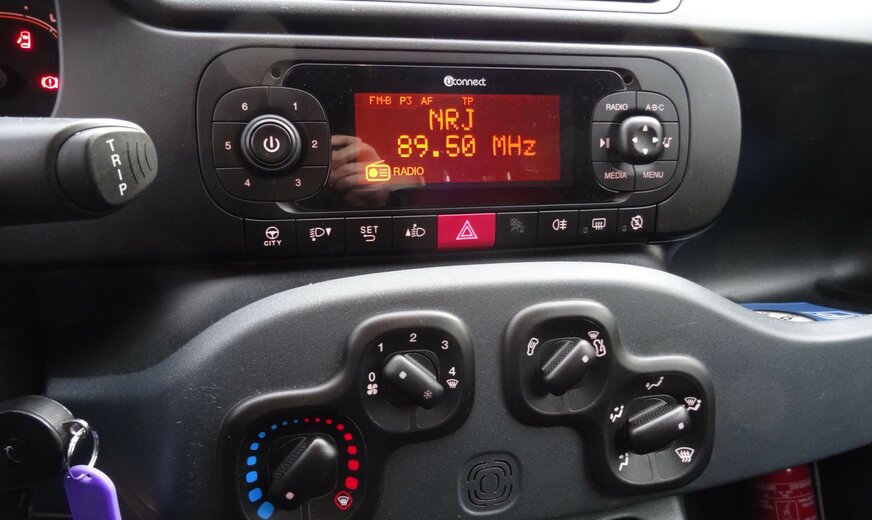 uconnect
FM-B P3 AF TP
NRJ
89.50 MHz
RADIO
6 1
5 2
4 3
RADIO A·B·C
MEDIA MENU
TRIP
CITY
SET
0 1 2 3 4